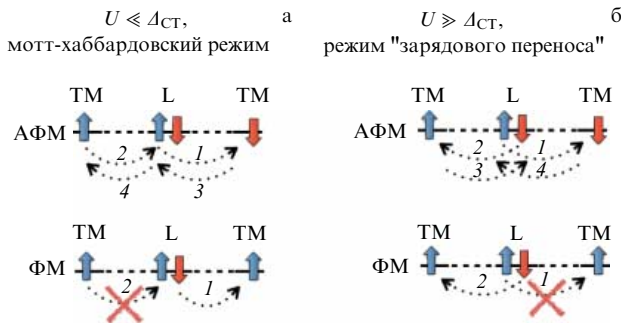 U ≪ Δ_CT,
мотт-хаббардовский режим
а
TM L TM
АФМ
2 1
4 3
TM L TM
ФМ
2 1
U ≫ Δ_CT,
режим "зарядового переноса"
б
TM L TM
АФМ
2 1
3 4
TM L TM
ФМ
2 1